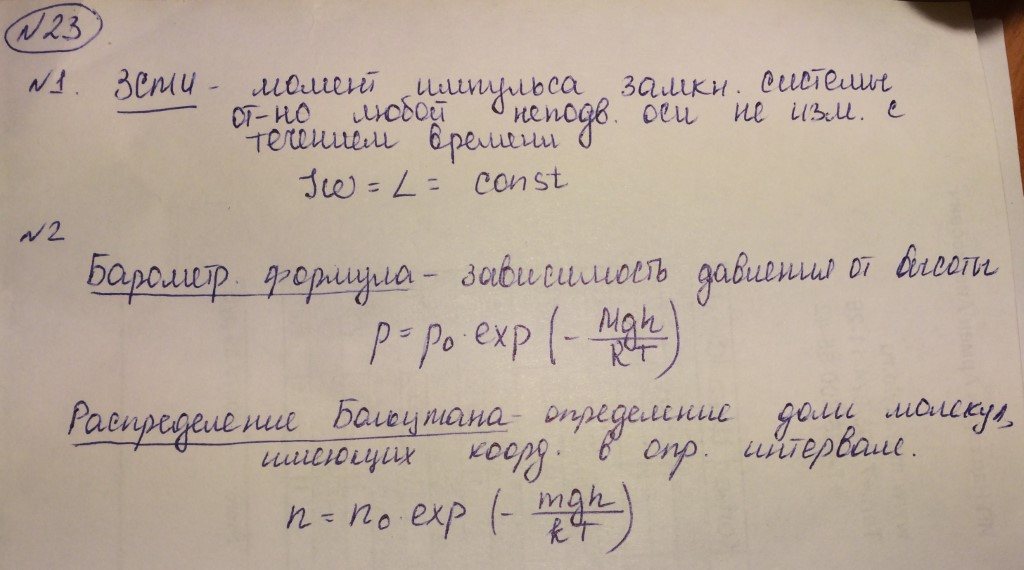 №23
№1. ЗСМИ - момент импульса замкн. системы
от-но любой неподв. оси не изм. с
течением времени
Iω = L = const
№2
Барометр. формула - зависимость давления от высоты
p = p₀ · exp (- Mgh / RT)
Распределение Больцмана - определение доли молекул,
имеющих коорд. в опр. интервале.
n = n₀ · exp (- mgh / kT)